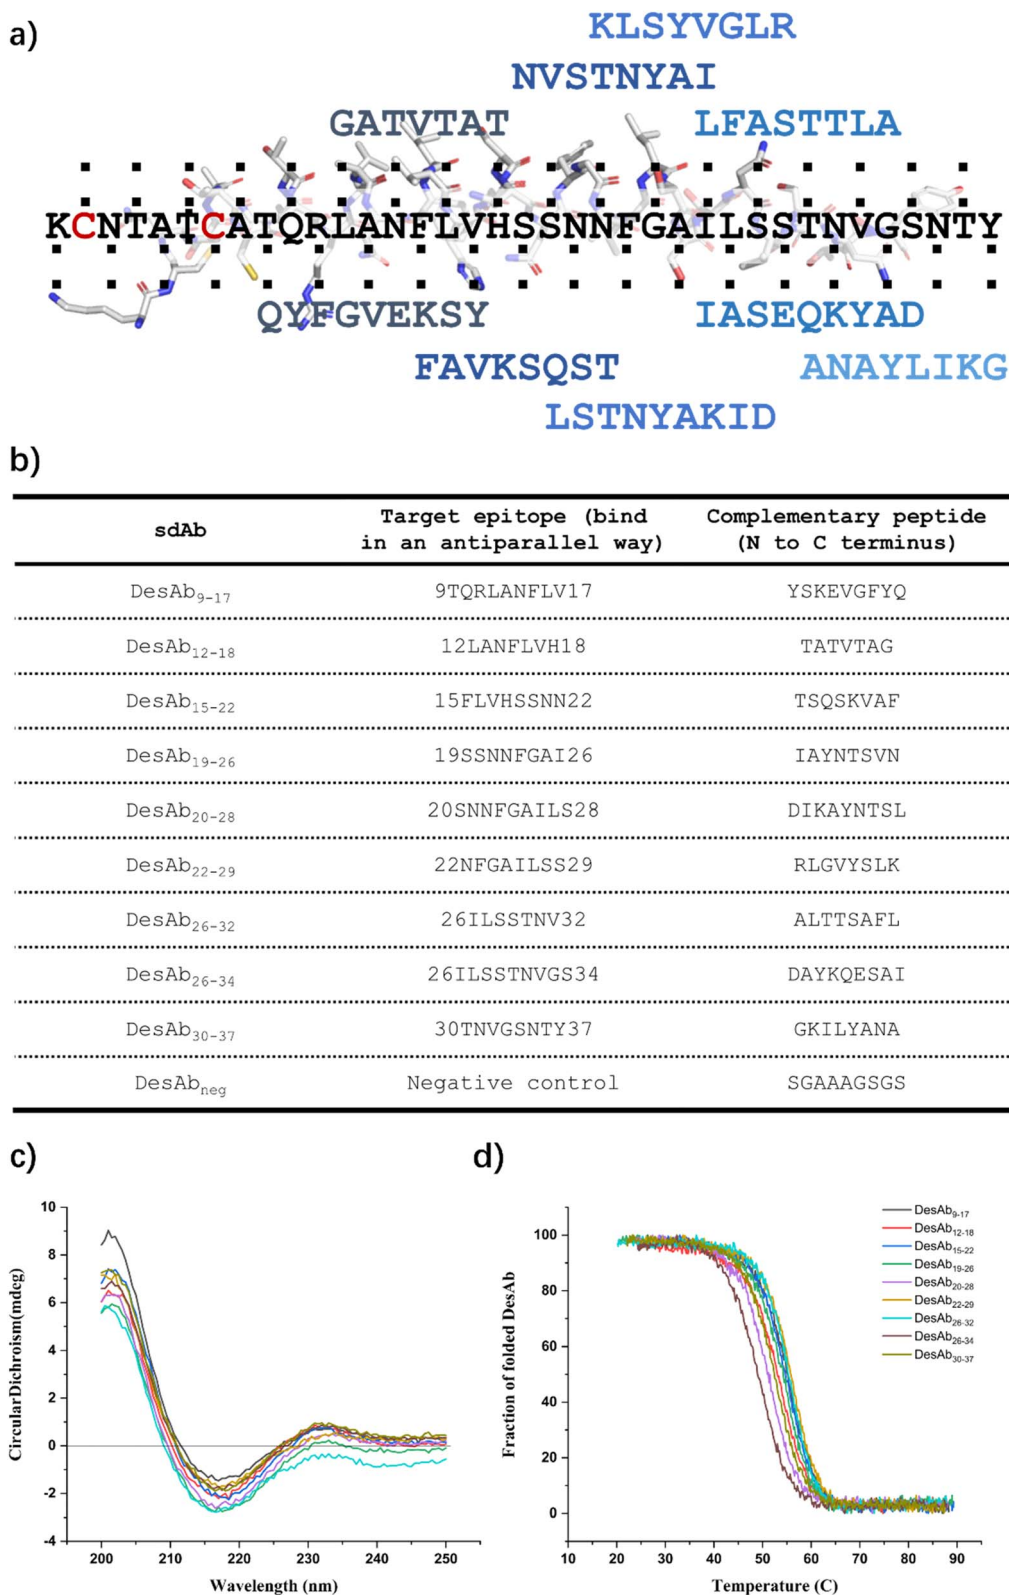 a)
KLSYVGLR
NVSTNYAI
GATVTAT LFASTTLA
KCNTATCATQRLANFLVHSSNNFGAILSSTNVGSNTY
QYFGVEKSY IASEQKYAD
FAVKSQST ANAYLIKG
LSTNYAKID
b)
sdAb Target epitope (bind in an antiparallel way) Complementary peptide (N to C terminus)
DesAb9-17 9TQRLANFLV17 YSKEVGFYQ
DesAb12-18 12LANFLVH18 TATVTAG
DesAb15-22 15FLVHSSNN22 TSQSKVAF
DesAb19-26 19SSNNFGAI26 IAYNTSVN
DesAb20-28 20SNNFGAILS28 DIKAYNTSL
DesAb22-29 22NFGAILSS29 RLGVYSLK
DesAb26-32 26ILSSTNV32 ALTTSAFL
DesAb26-34 26ILSSTNVGS34 DAYKQESAI
DesAb30-37 30TNVGSNTY37 GKILYANA
DesAbneg Negative control SGAAAGSGS
c)
CircularDichroism(mdeg)
10
8
6
4
2
0
-2
-4
200 210 220 230 240 250
Wavelength (nm)
d)
Fraction of folded DesAb
100
80
60
40
20
0
10 20 30 40 50 60 70 80 90
Temperature (C)
DesAb9-17
DesAb12-18
DesAb15-22
DesAb19-26
DesAb20-28
DesAb22-29
DesAb26-32
DesAb26-34
DesAb30-37